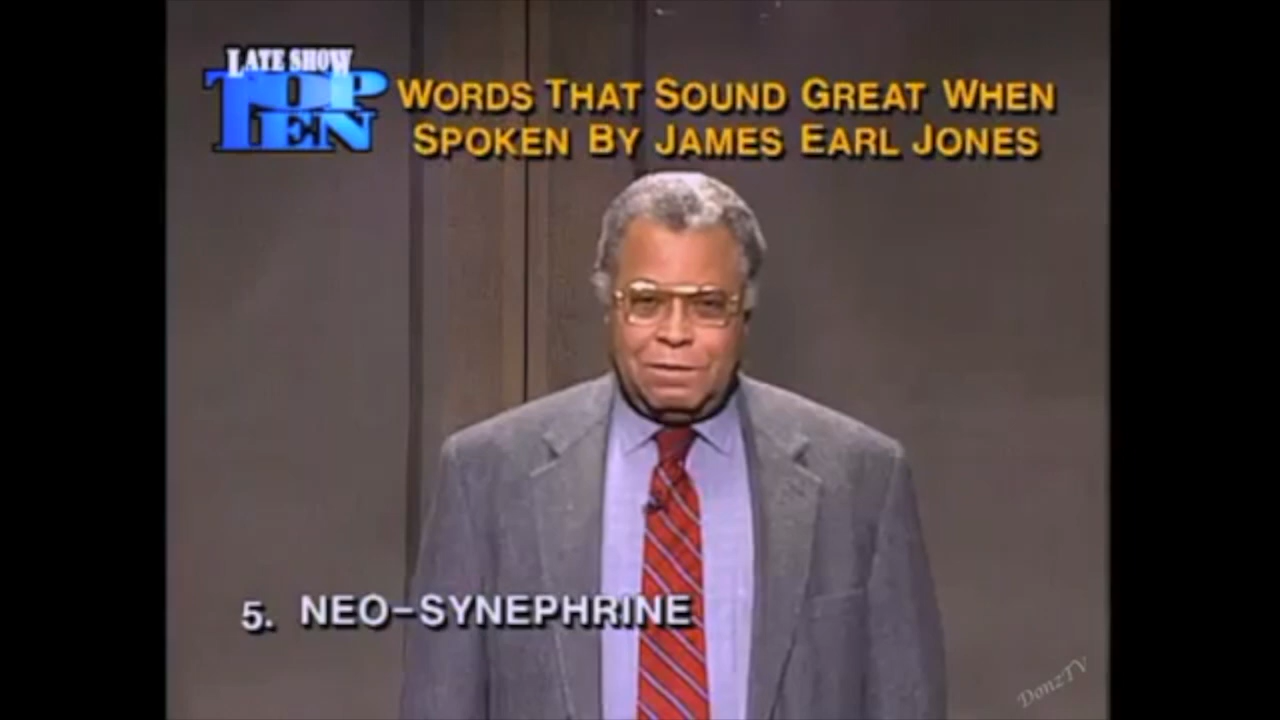 LATE SHOW
TOP
TEN
WORDS THAT SOUND GREAT WHEN
SPOKEN BY JAMES EARL JONES
5. NEO-SYNEPHRINE
DonzTV